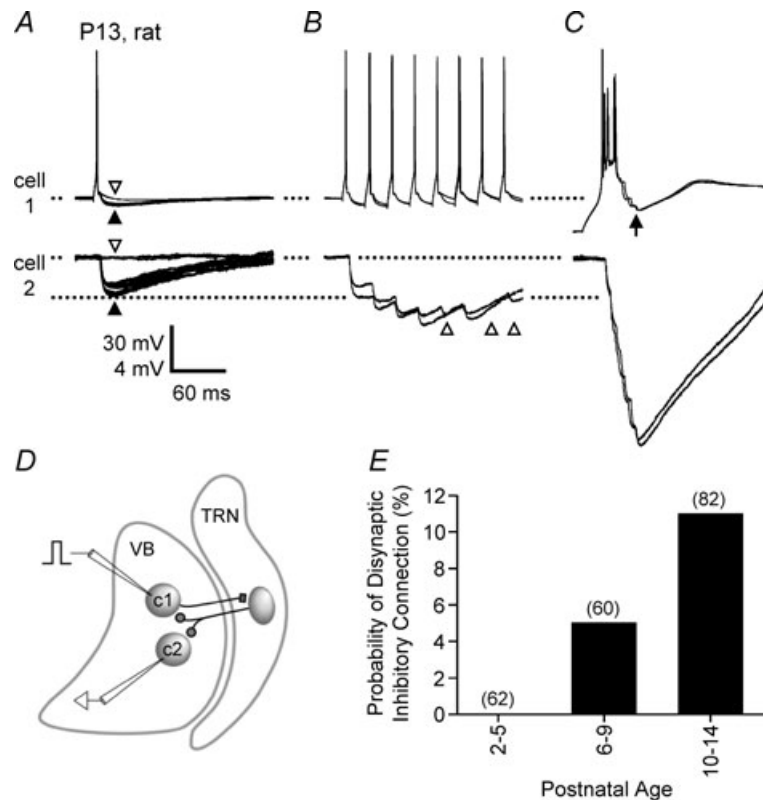 A
B
C
P13, rat
cell
1
cell
2
30 mV
4 mV
60 ms
D
E
TRN
VB
c1
c2
Probability of Disynaptic
Inhibitory Connection (%)
12
10
8
6
4
2
0
(62)
(60)
(82)
2-5
6-9
10-14
Postnatal Age